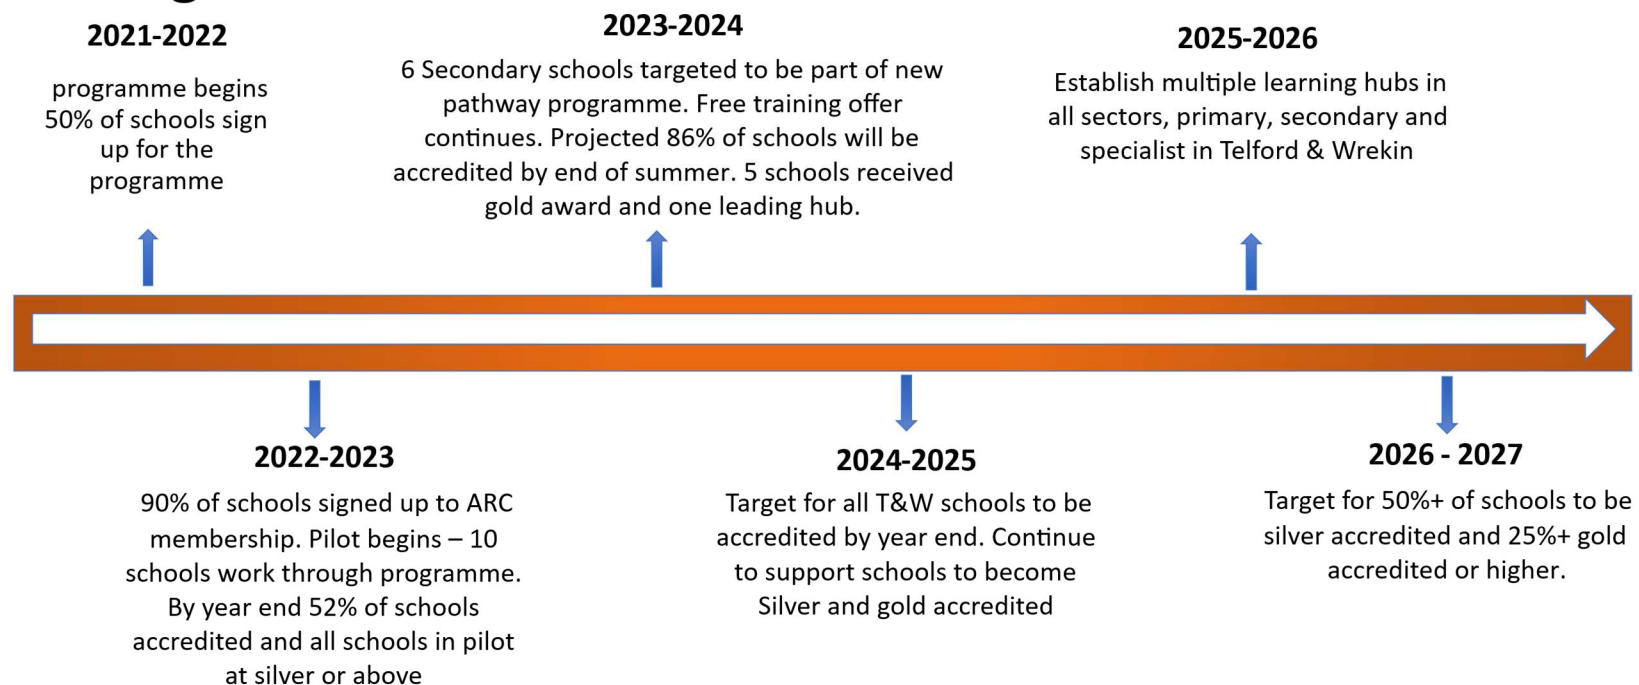 2021-2022
programme begins
50% of schools sign
up for the
programme
2023-2024
6 Secondary schools targeted to be part of new
pathway programme. Free training offer
continues. Projected 86% of schools will be
accredited by end of summer. 5 schools received
gold award and one leading hub.
2025-2026
Establish multiple learning hubs in
all sectors, primary, secondary and
specialist in Telford & Wrekin
2022-2023
90% of schools signed up to ARC
membership. Pilot begins – 10
schools work through programme.
By year end 52% of schools
accredited and all schools in pilot
at silver or above
2024-2025
Target for all T&W schools to be
accredited by year end. Continue
to support schools to become
Silver and gold accredited
2026 - 2027
Target for 50%+ of schools to be
silver accredited and 25%+ gold
accredited or higher.